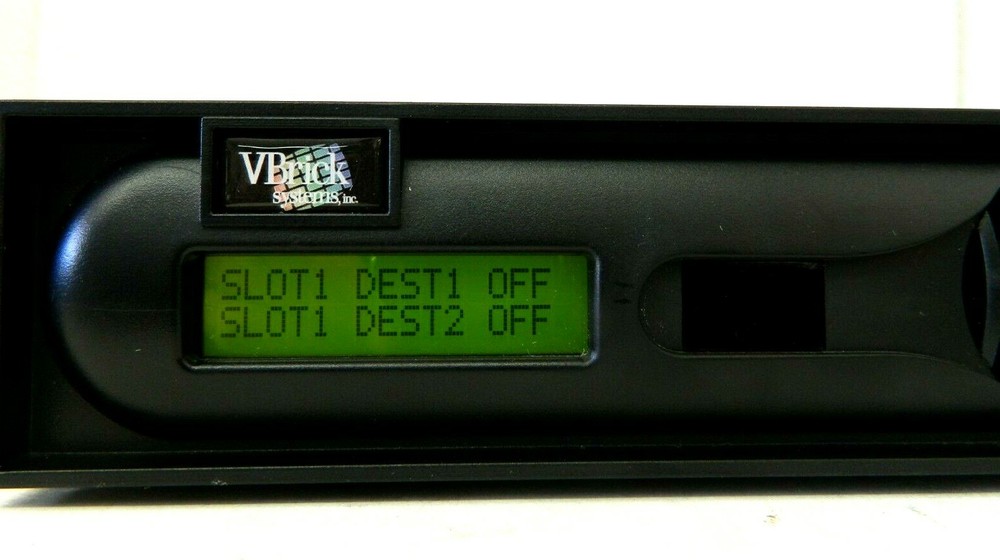 VBrick
systems, inc.
SLOT1 DEST1 OFF
SLOT1 DEST2 OFF